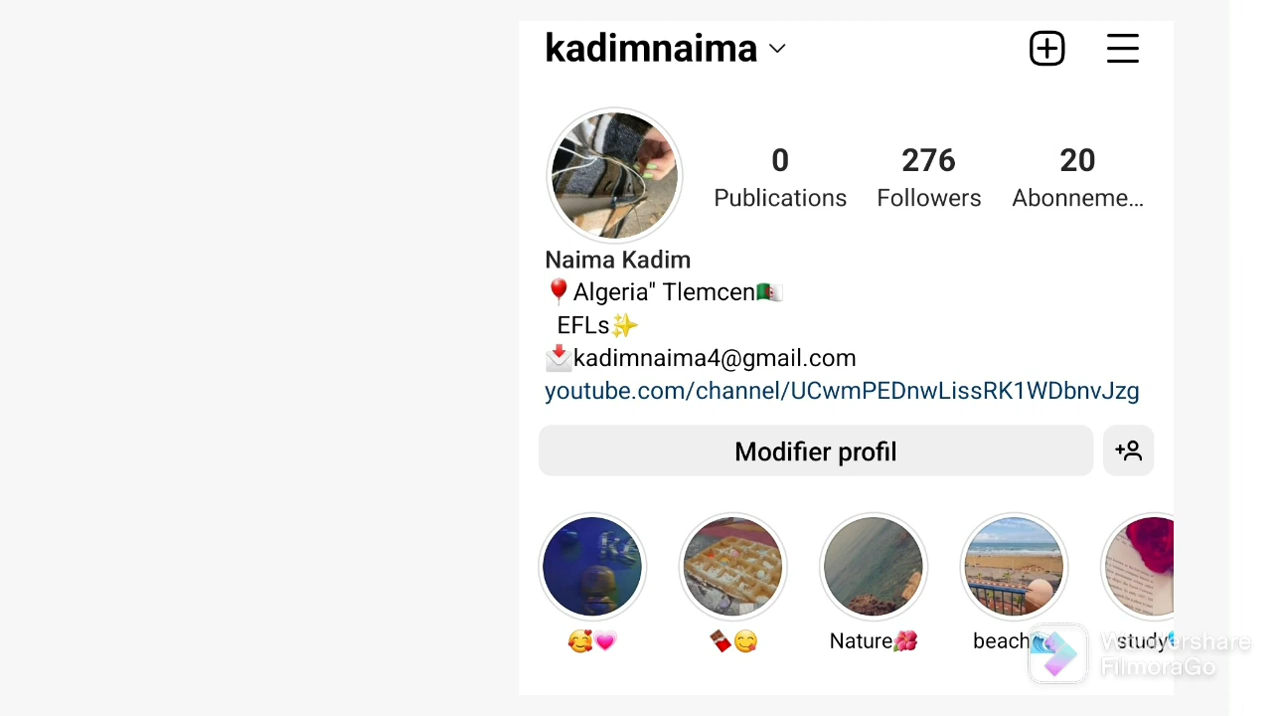 kadimnaima
0 276 20
Publications Followers Abonneme...
Naima Kadim
🎈Algeria" Tlemcen🇩🇿
EFLs✨
📩kadimnaima4@gmail.com
youtube.com/channel/UCwmPEDnwLissRK1WDbnvJzg
Modifier profil
🥰💗 🍫😋 Nature🌺 beach🌊 study
Wondershare
FilmoraGo